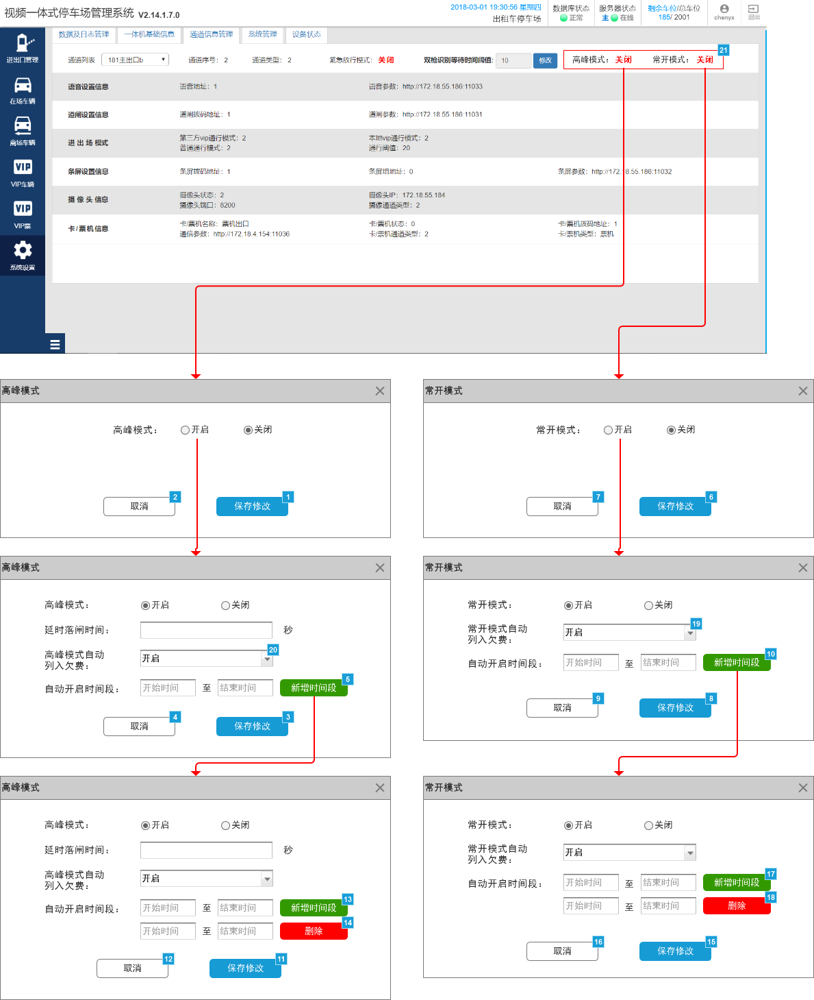 视频一体式停车场管理系统 V2.14.1.7.0
2018-03-01 19:30:56 星期四
出租车停车场
数据库状态
正常
服务器状态
主 在线
剩余车位/总车位
185/ 2001
chenyx
退出
进出口管理
在场车辆
离场车辆
VIP
VIP车辆
VIP
VIP票
系统设置
数据及日志管理 一体机基础信息 通道信息管理 系统管理 设备状态
通道列表 181主出口b 通道序号：2 通道类型：2 紧急放行模式：关闭 双枪识别等待时间阈值: 10 修改 高峰模式：关闭 常开模式：关闭 21
语音设置信息 语音地址：1 语音参数：http://172.18.55.186:11033
道闸设置信息 道闸拨码地址：1 道闸参数：http://172.18.55.186:11031
进 出 场 模式 第三方vip通行模式：2 本地vip通行模式：2
普通通行模式：2 通行阈值：20
条屏设置信息 条屏拨码地址：1 条屏组地址：0 条屏参数：http://172.18.55.186:11032
摄 像 头 信息 摄像头状态：2 摄像头IP：172.18.55.184
摄像头端口：8200 摄像通道类型：2
卡/票机信息 卡/票机名称：票机出口 卡/票机状态：0 卡/票机拨码地址：1
通信参数：http://172.18.4.154:11036 卡/票机通道类型：2 卡/票机类型：票机
高峰模式
高峰模式： 开启 关闭
取消 2 保存修改 1
常开模式
常开模式： 开启 关闭
取消 7 保存修改 6
高峰模式
高峰模式： 开启 关闭
延时落闸时间： 秒
高峰模式自动
列入欠费： 开启 20
自动开启时间段： 开始时间 至 结束时间 新增时间段 5
取消 4 保存修改 3
常开模式
常开模式： 开启 关闭
常开模式自动
列入欠费： 开启 19
自动开启时间段： 开始时间 至 结束时间 新增时间段 10
取消 9 保存修改 8
高峰模式
高峰模式： 开启 关闭
延时落闸时间： 秒
高峰模式自动
列入欠费： 开启
自动开启时间段： 开始时间 至 结束时间 新增时间段 13
开始时间 至 结束时间 删除 14
取消 12 保存修改 11
常开模式
常开模式： 开启 关闭
常开模式自动
列入欠费： 开启
自动开启时间段： 开始时间 至 结束时间 新增时间段 17
开始时间 至 结束时间 删除 18
取消 16 保存修改 15